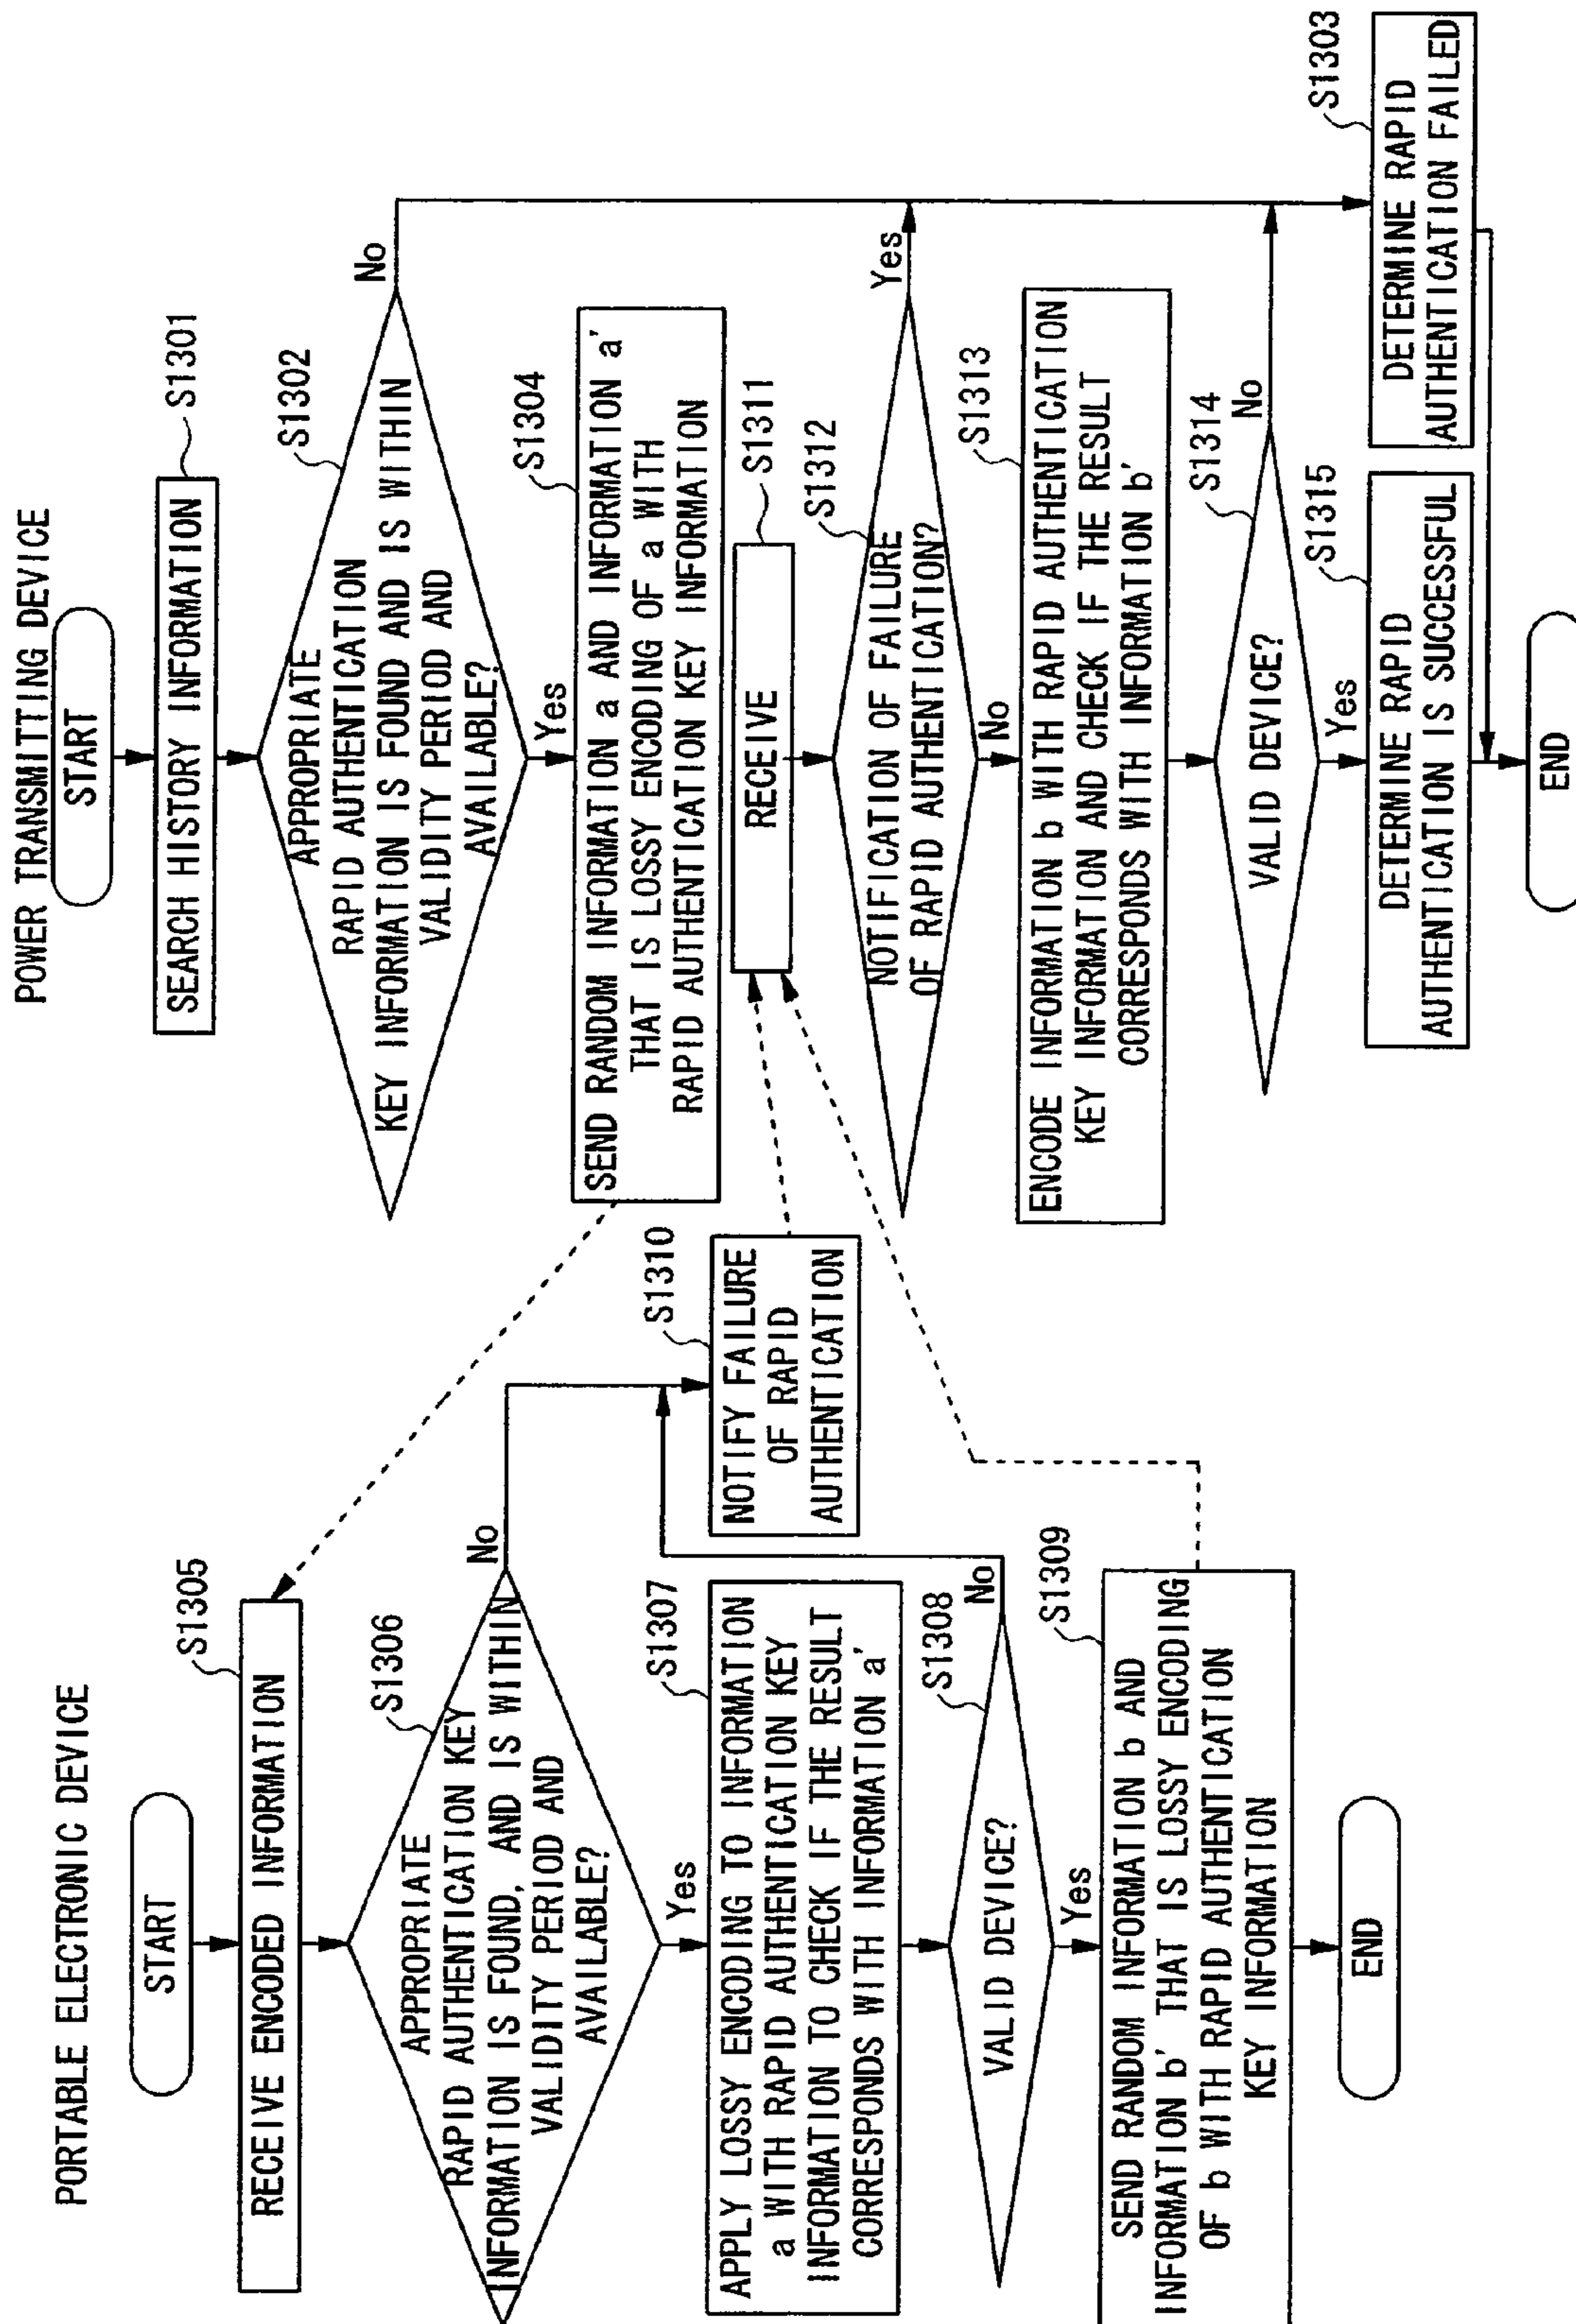 PORTABLE ELECTRONIC DEVICE
START
S1305
RECEIVE ENCODED INFORMATION
S1306
APPROPRIATE
RAPID AUTHENTICATION KEY
INFORMATION IS FOUND, AND IS WITHIN
VALIDITY PERIOD AND
AVAILABLE?
No
Yes
S1307
APPLY LOSSY ENCODING TO INFORMATION
a WITH RAPID AUTHENTICATION KEY
INFORMATION TO CHECK IF THE RESULT
CORRESPONDS WITH INFORMATION a'
S1308
VALID DEVICE?
No
Yes
S1309
SEND RANDOM INFORMATION b AND
INFORMATION b' THAT IS LOSSY ENCODING
OF b WITH RAPID AUTHENTICATION
KEY INFORMATION
END
S1310
NOTIFY FAILURE
OF RAPID
AUTHENTICATION
POWER TRANSMITTING DEVICE
START
S1301
SEARCH HISTORY INFORMATION
S1302
APPROPRIATE
RAPID AUTHENTICATION
KEY INFORMATION IS FOUND AND IS WITHIN
VALIDITY PERIOD AND
AVAILABLE?
No
Yes
S1304
SEND RANDOM INFORMATION a AND INFORMATION a'
THAT IS LOSSY ENCODING OF a WITH
RAPID AUTHENTICATION KEY INFORMATION
S1311
RECEIVE
S1312
NOTIFICATION OF FAILURE
OF RAPID AUTHENTICATION?
Yes
No
S1313
ENCODE INFORMATION b WITH RAPID AUTHENTICATION
KEY INFORMATION AND CHECK IF THE RESULT
CORRESPONDS WITH INFORMATION b'
S1314
VALID DEVICE?
No
Yes
S1315
DETERMINE RAPID
AUTHENTICATION IS SUCCESSFUL
S1303
DETERMINE RAPID
AUTHENTICATION FAILED
END